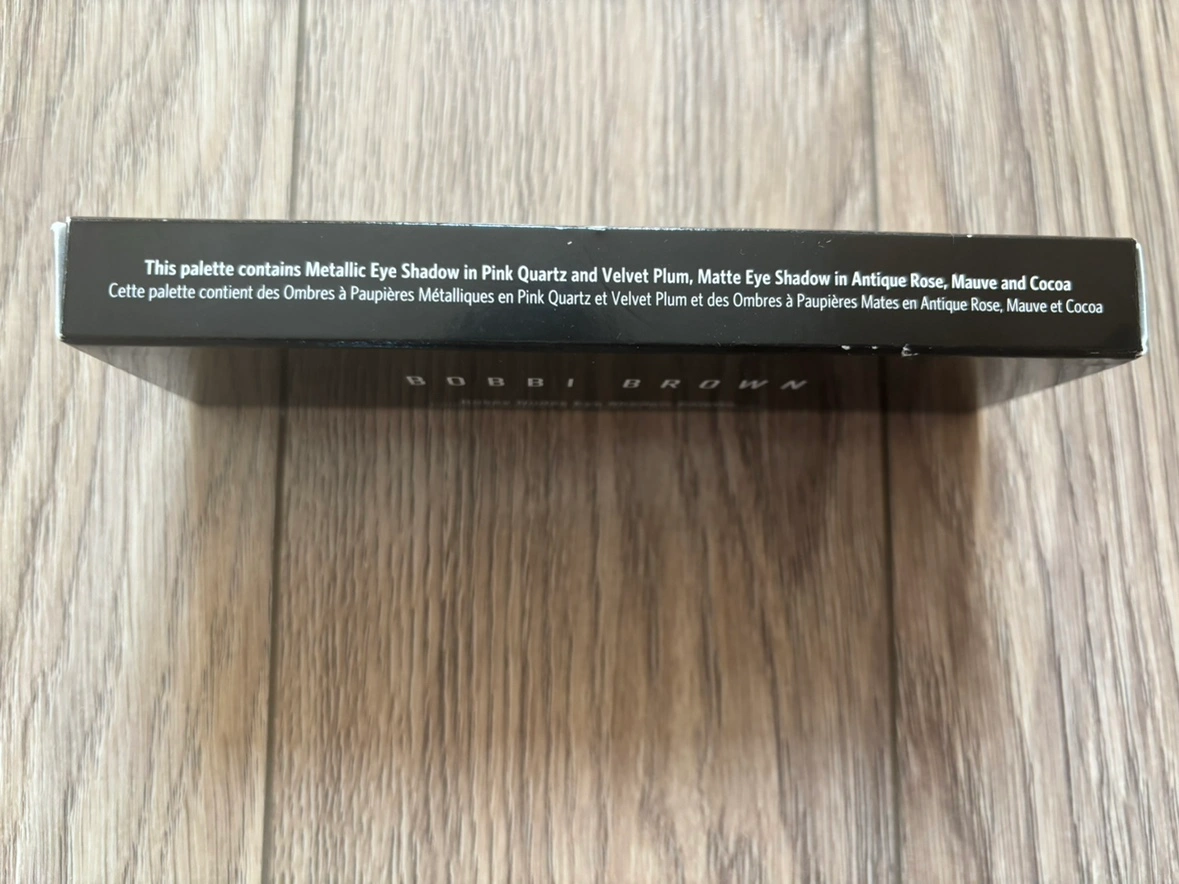 This palette contains Metallic Eye Shadow in Pink Quartz and Velvet Plum, Matte Eye Shadow in Antique Rose, Mauve and Cocoa
Cette palette contient des Ombres à Paupières Métalliques en Pink Quartz et Velvet Plum et des Ombres à Paupières Mates en Antique Rose, Mauve et Cocoa
BOBBI BROWN